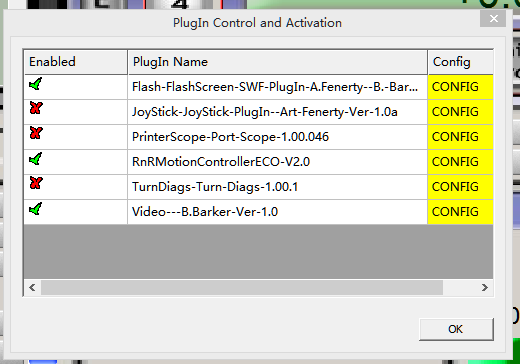 PlugIn Control and Activation
Enabled PlugIn Name Config
Flash-FlashScreen-SWF-PlugIn-A.Fenerty--B.-Bar... CONFIG
JoyStick-JoyStick-PlugIn--Art-Fenerty-Ver-1.0a CONFIG
PrinterScope-Port-Scope-1.00.046 CONFIG
RnRMotionControllerECO-V2.0 CONFIG
TurnDiags-Turn-Diags-1.00.1 CONFIG
Video---B.Barker-Ver-1.0 CONFIG
OK